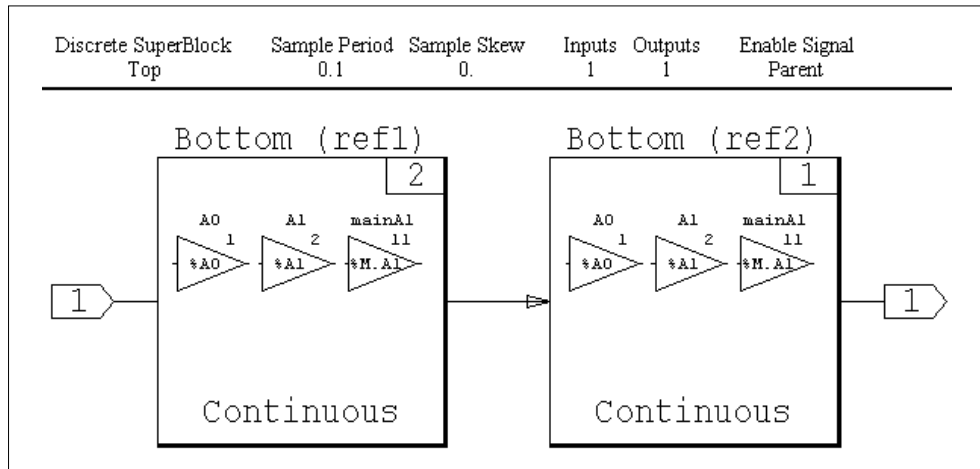 Discrete SuperBlock Sample Period Sample Skew Inputs Outputs Enable Signal
Top 0.1 0. 1 1 Parent
Bottom (ref1) Bottom (ref2)
2 1
A0 A1 mainA1 A0 A1 mainA1
1 2 11 1 2 11
%A0 %A1 %M.A1 %A0 %A1 %M.A1
1 1
Continuous Continuous